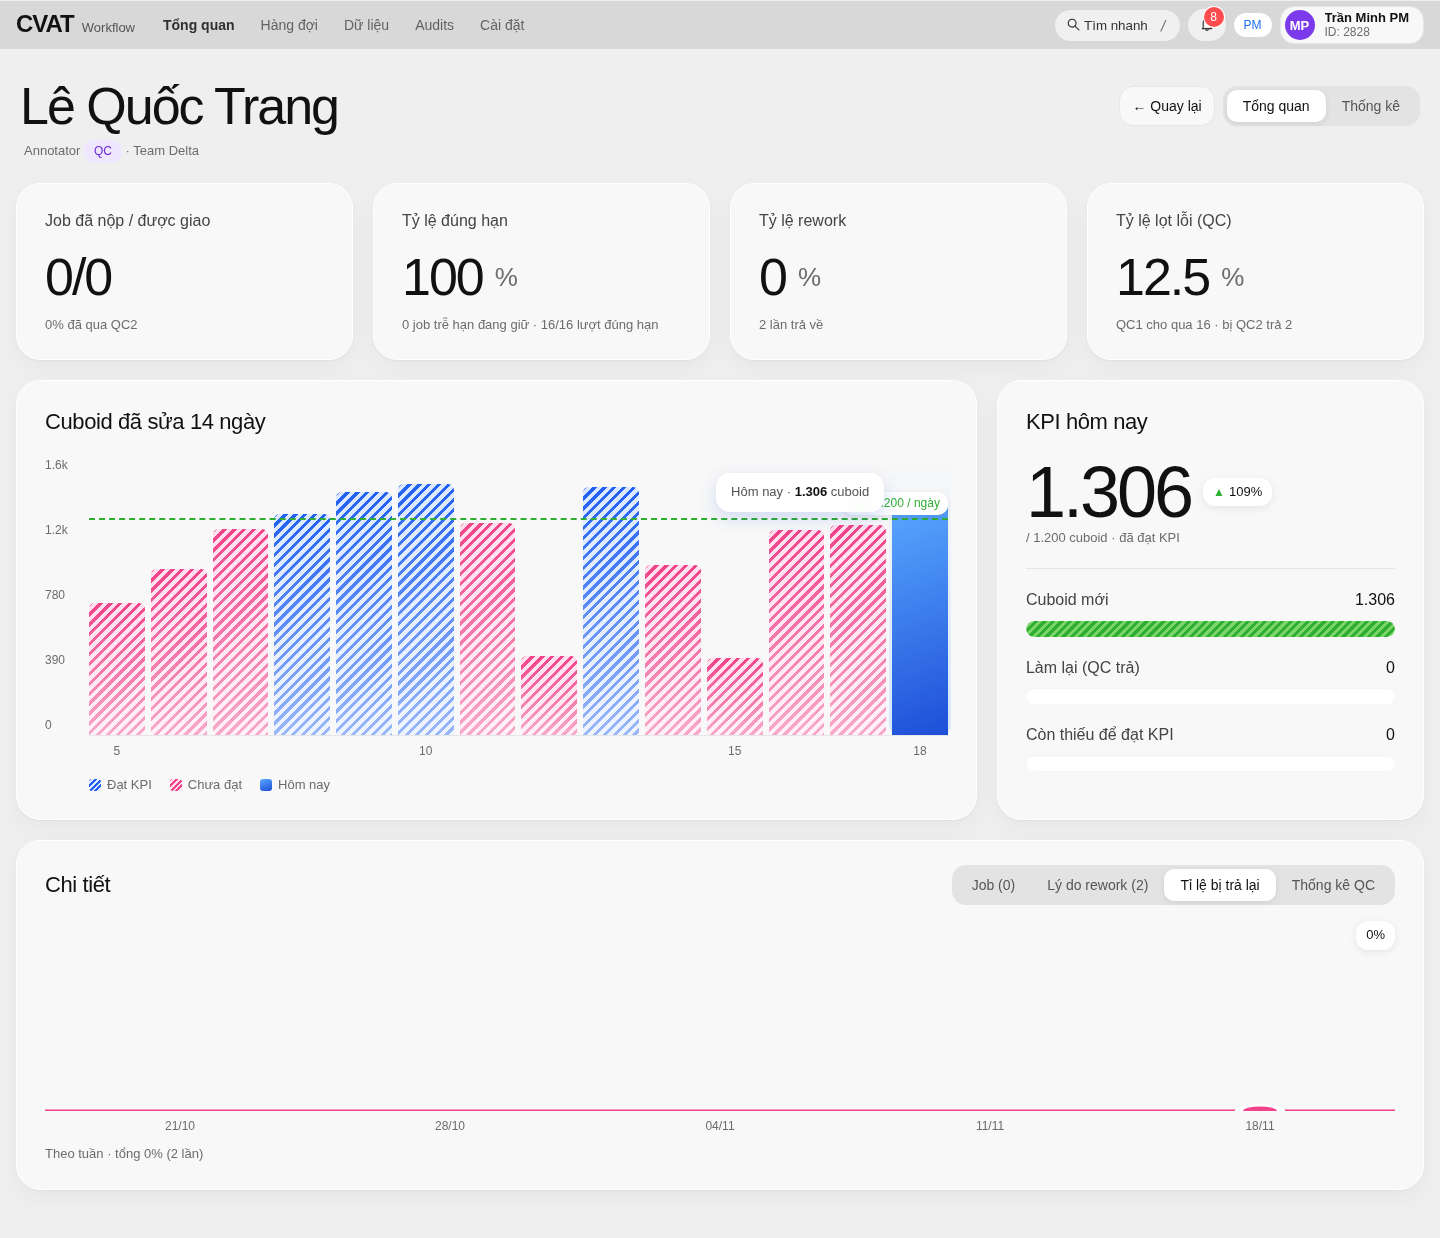 CVAT Workflow Tổng quan Hàng đợi Dữ liệu Audits Cài đặt Tìm nhanh / 8 PM MP Trần Minh PM
ID: 2828
Lê Quốc Trang
← Quay lại Tổng quan Thống kê
Annotator QC · Team Delta
Job đã nộp / được giao
0/0
0% đã qua QC2
Tỷ lệ đúng hạn
100 %
0 job trễ hạn đang giữ · 16/16 lượt đúng hạn
Tỷ lệ rework
0 %
2 lần trả về
Tỷ lệ lọt lỗi (QC)
12.5 %
QC1 cho qua 16 · bị QC2 trả 2
Cuboid đã sửa 14 ngày
1.6k
1.2k
780
390
0
Hôm nay · 1.306 cuboid
.200 / ngày
5 10 15 18
Đạt KPI Chưa đạt Hôm nay
KPI hôm nay
1.306 ▲ 109%
/ 1.200 cuboid · đã đạt KPI
Cuboid mới 1.306
Làm lại (QC trả) 0
Còn thiếu để đạt KPI 0
Chi tiết
Job (0) Lý do rework (2) Tỉ lệ bị trả lại Thống kê QC
0%
21/10 28/10 04/11 11/11 18/11
Theo tuần · tổng 0% (2 lần)